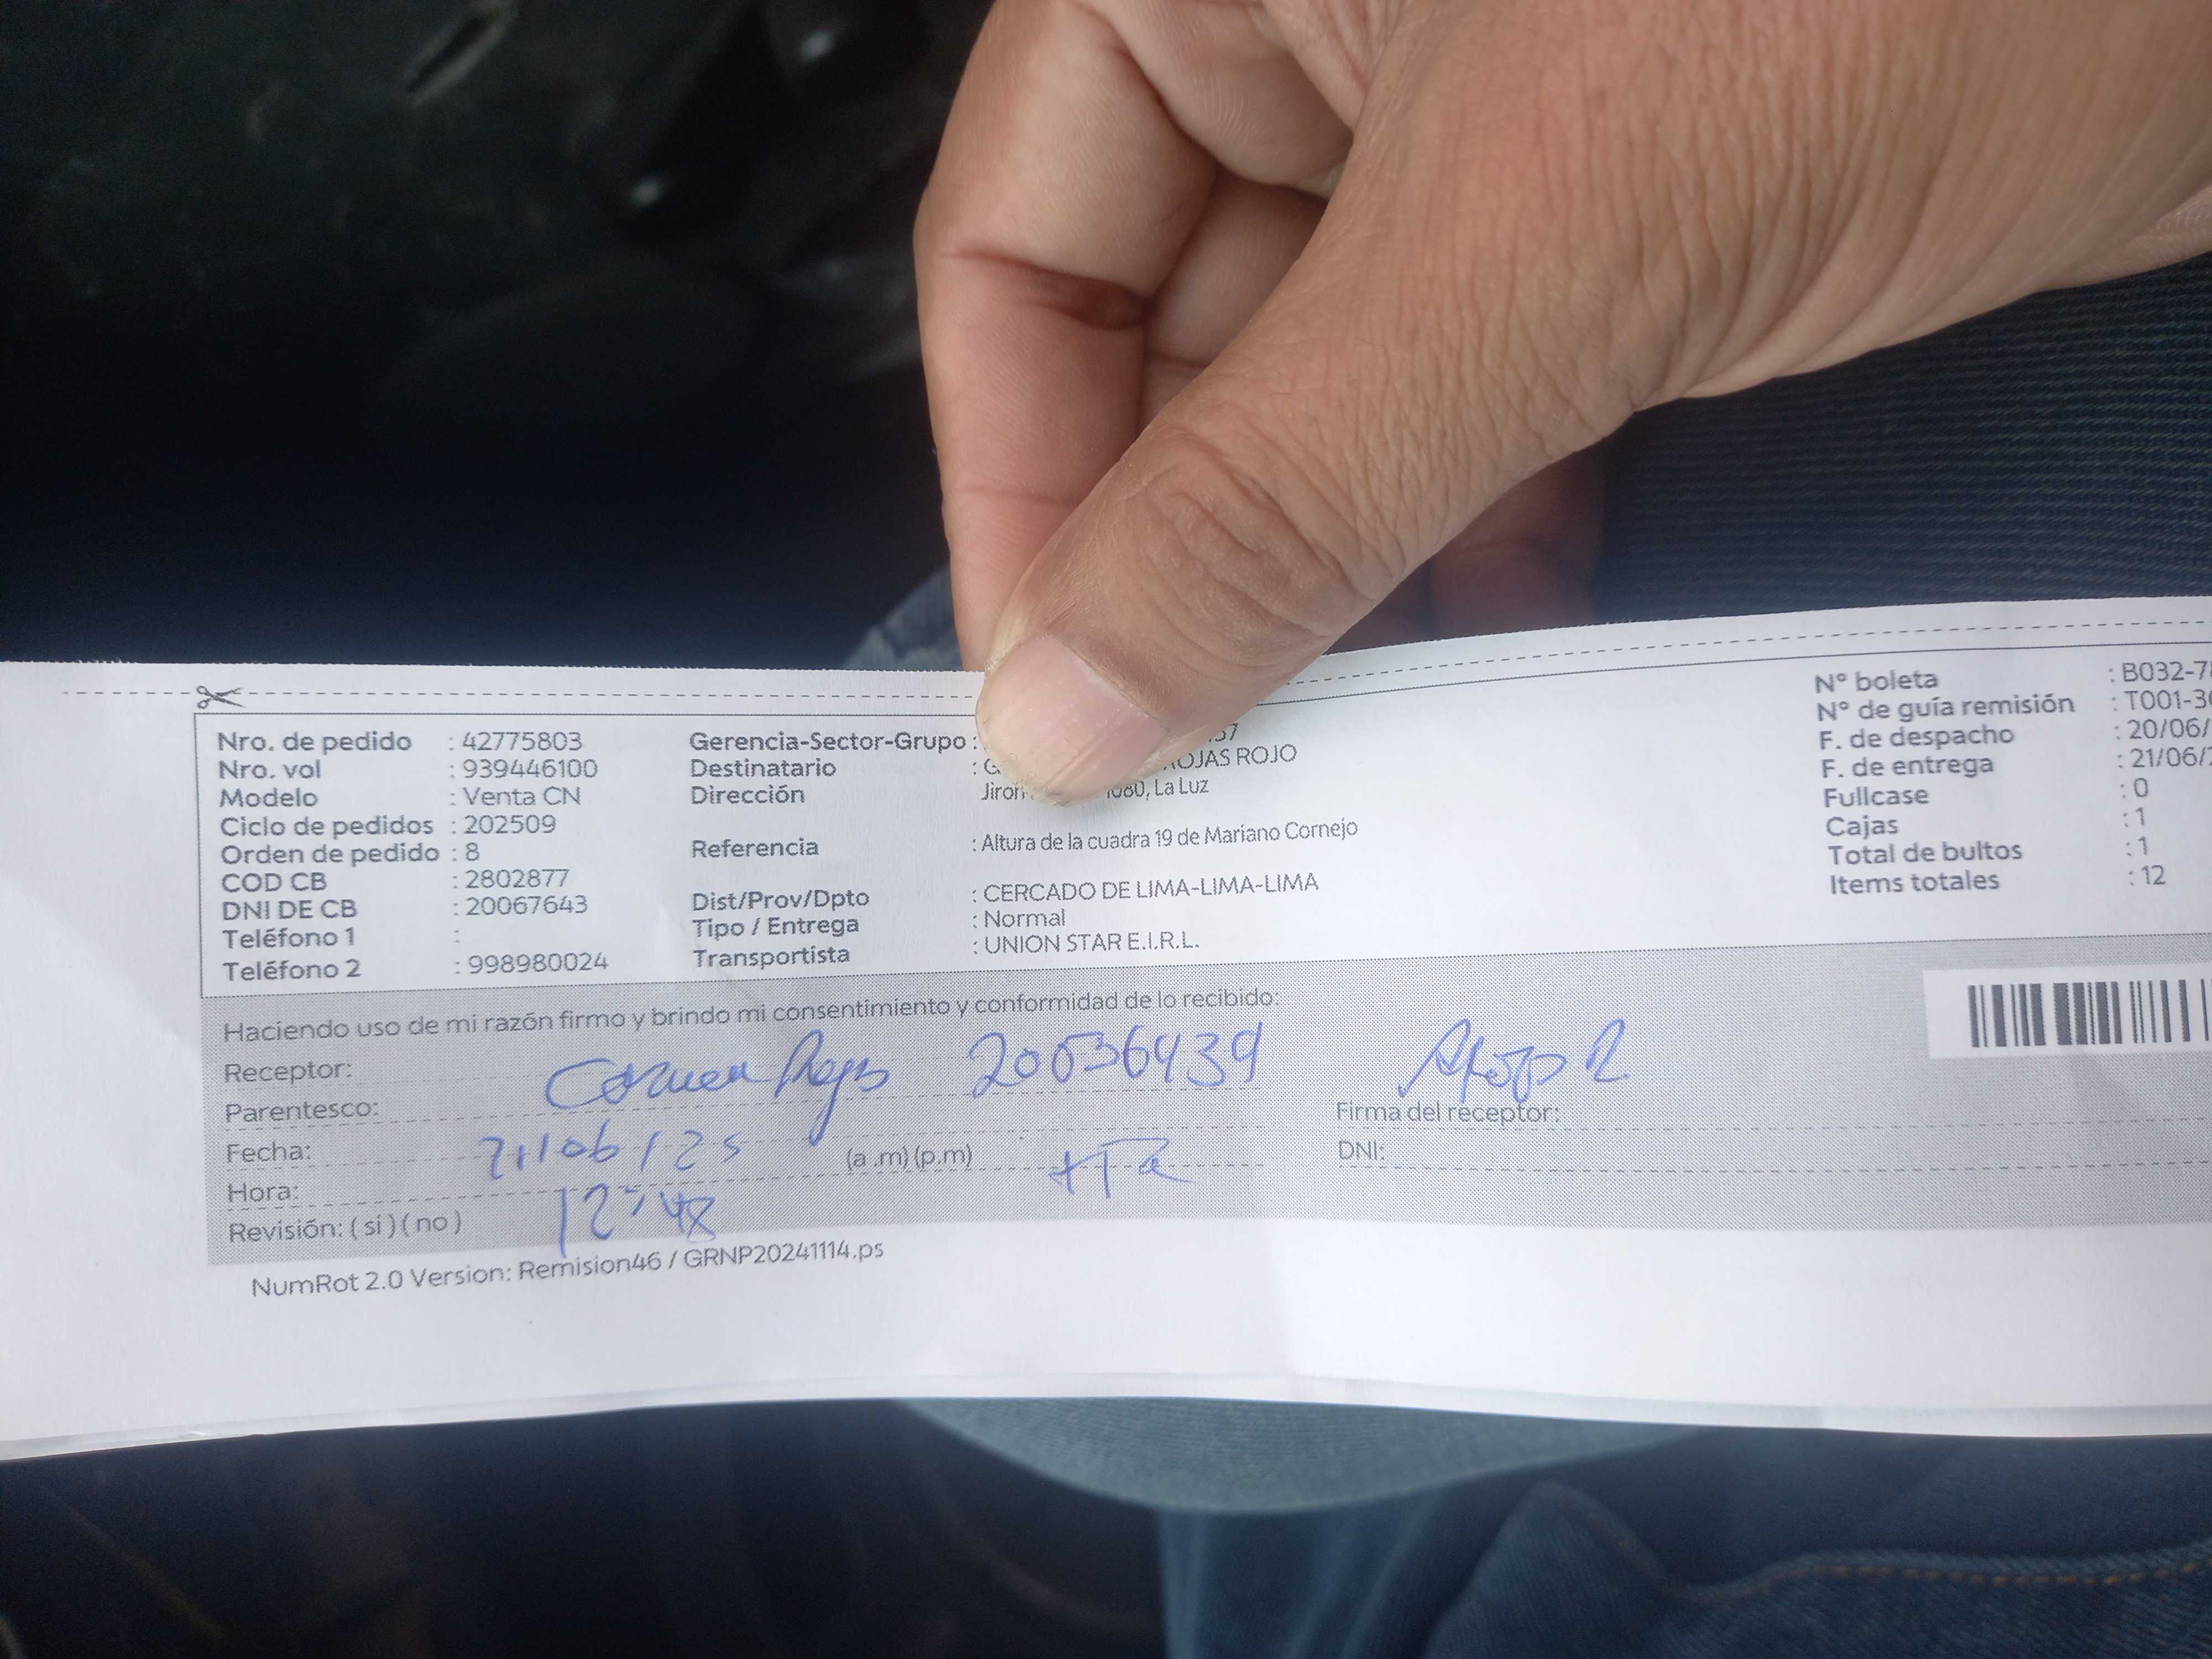 Nro. de pedido : 42775803
Nro. vol : 939446100
Modelo : Venta CN
Ciclo de pedidos : 202509
Orden de pedido : 8
COD CB : 2802877
DNI DE CB : 20067643
Teléfono 1 :
Teléfono 2 : 998980024
Gerencia-Sector-Grupo :
Destinatario : ROJAS ROJO
Dirección Jiron 1080, La Luz
Referencia : Altura de la cuadra 19 de Mariano Cornejo
Dist/Prov/Dpto : CERCADO DE LIMA-LIMA-LIMA
Tipo / Entrega : Normal
Transportista : UNION STAR E.I.R.L.
N° boleta : B032-7
N° de guía remisión : T001-3
F. de despacho : 20/06/
F. de entrega : 21/06/
Fullcase : 0
Cajas : 1
Total de bultos : 1
Items totales : 12
Haciendo uso de mi razón firmo y brindo mi consentimiento y conformidad de lo recibido:
Receptor: Carmen Rojas 20036439
Parentesco:
Fecha: 21/06/25 (a .m) (p.m)
Hora: 12:48
Revisión: ( si ) ( no )
Firma del receptor:
DNI:
NumRot 2.0 Version: Remision46 / GRNP20241114.ps